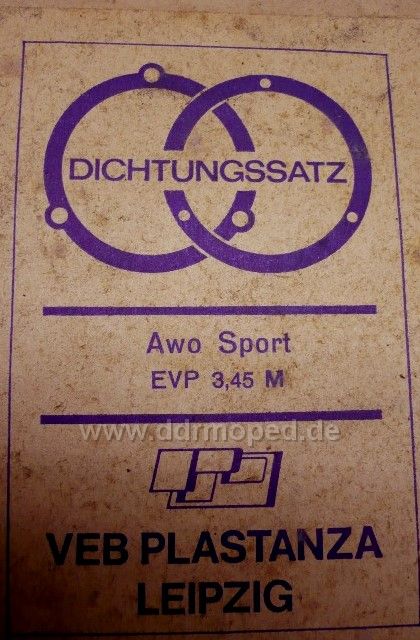 DICHTUNGSSATZ
Awo Sport
EVP 3,45 M
www.ddrmoped.de
VEB PLASTANZA
LEIPZIG